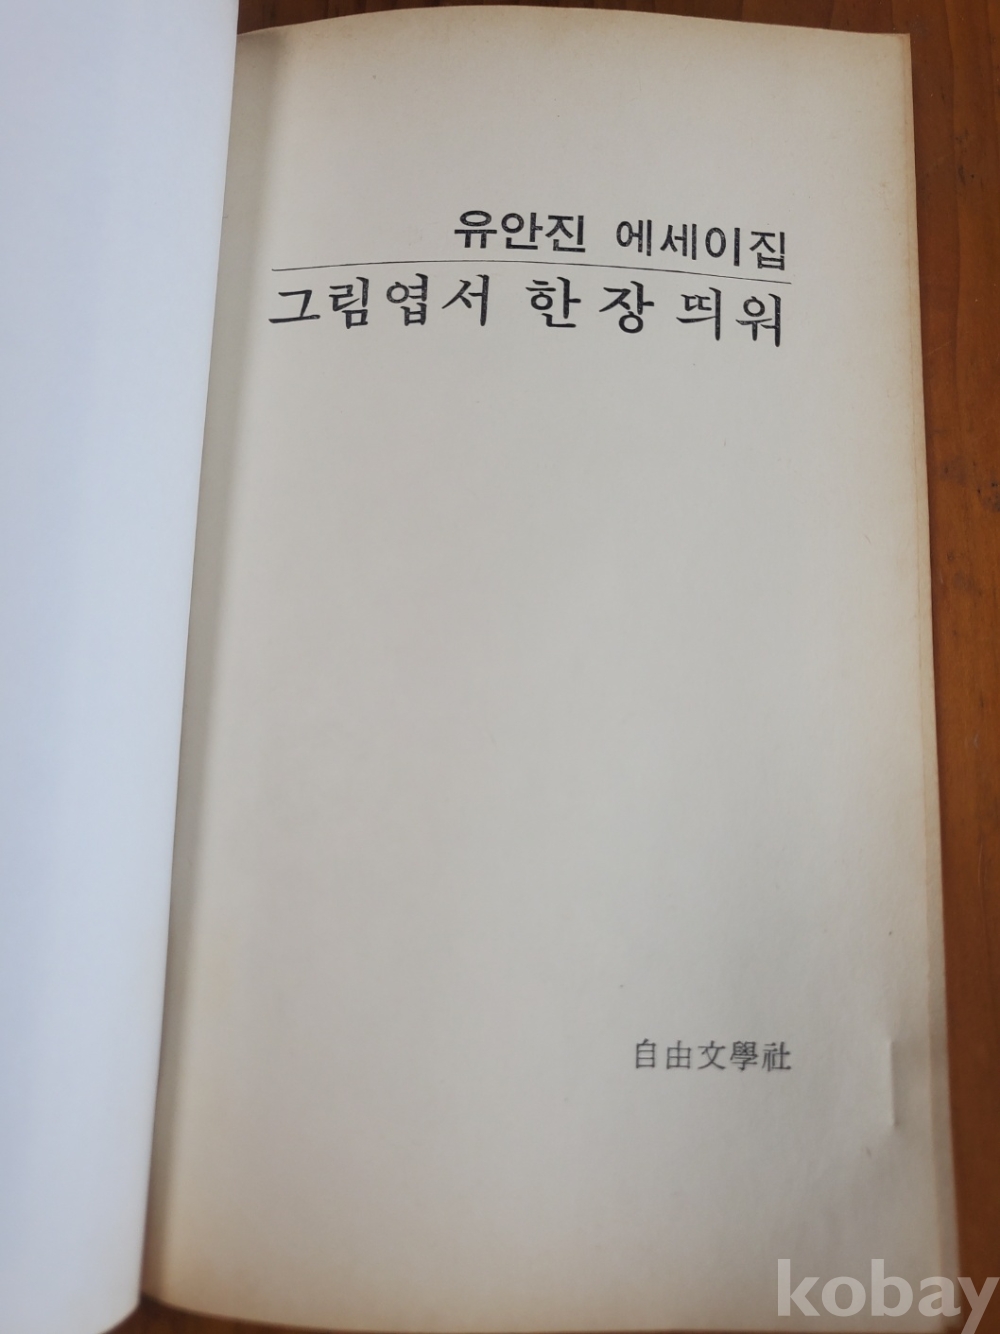 유안진 에세이집
그림엽서 한 장 띄워
自由文學社
kobay